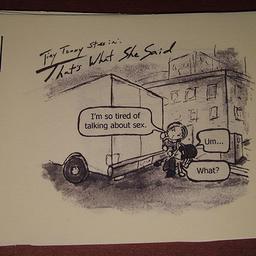 Tiny Tommy stars in:
That's What She Said
I'm so tired of
talking about sex.
Um...
What?